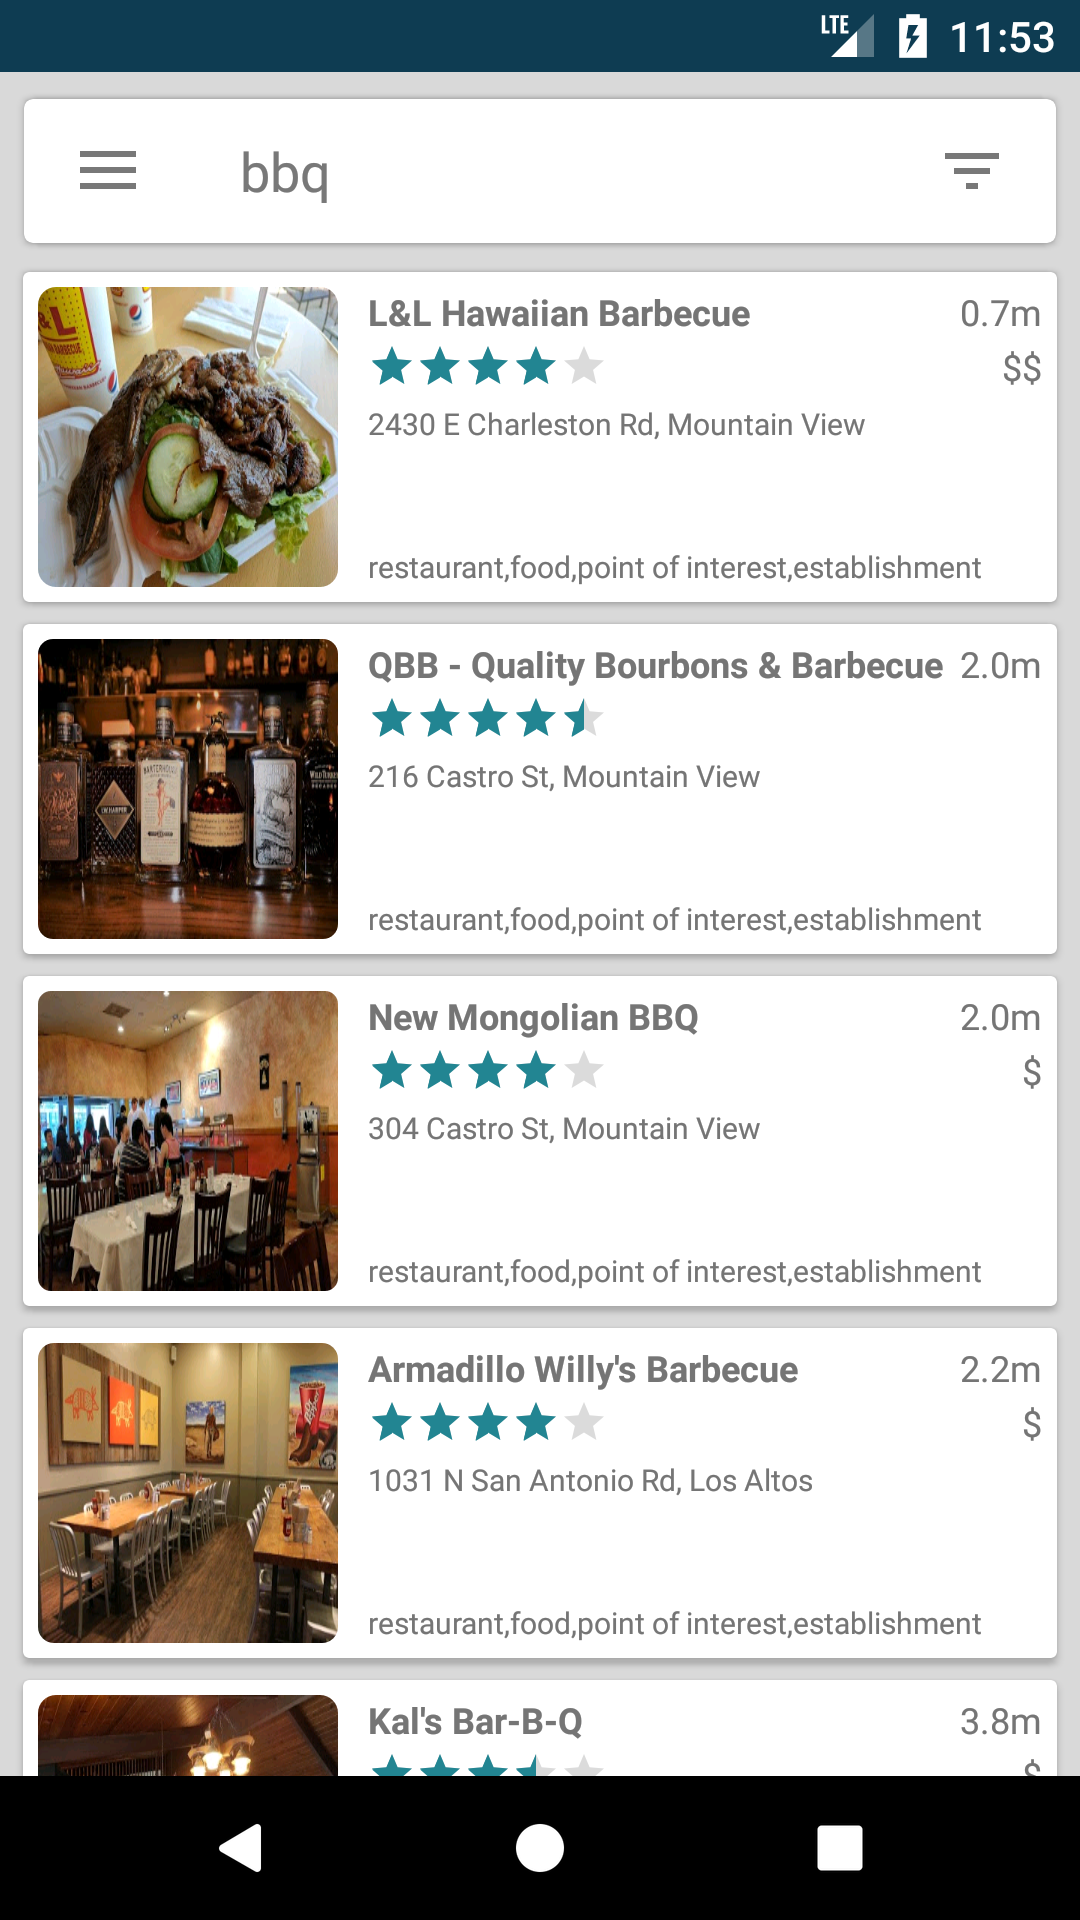 LTE 11:53
bbq
L&L Hawaiian Barbecue 0.7m
$$
2430 E Charleston Rd, Mountain View
restaurant,food,point of interest,establishment
QBB - Quality Bourbons & Barbecue 2.0m
216 Castro St, Mountain View
restaurant,food,point of interest,establishment
New Mongolian BBQ 2.0m
$
304 Castro St, Mountain View
restaurant,food,point of interest,establishment
Armadillo Willy's Barbecue 2.2m
$
1031 N San Antonio Rd, Los Altos
restaurant,food,point of interest,establishment
Kal's Bar-B-Q 3.8m
$